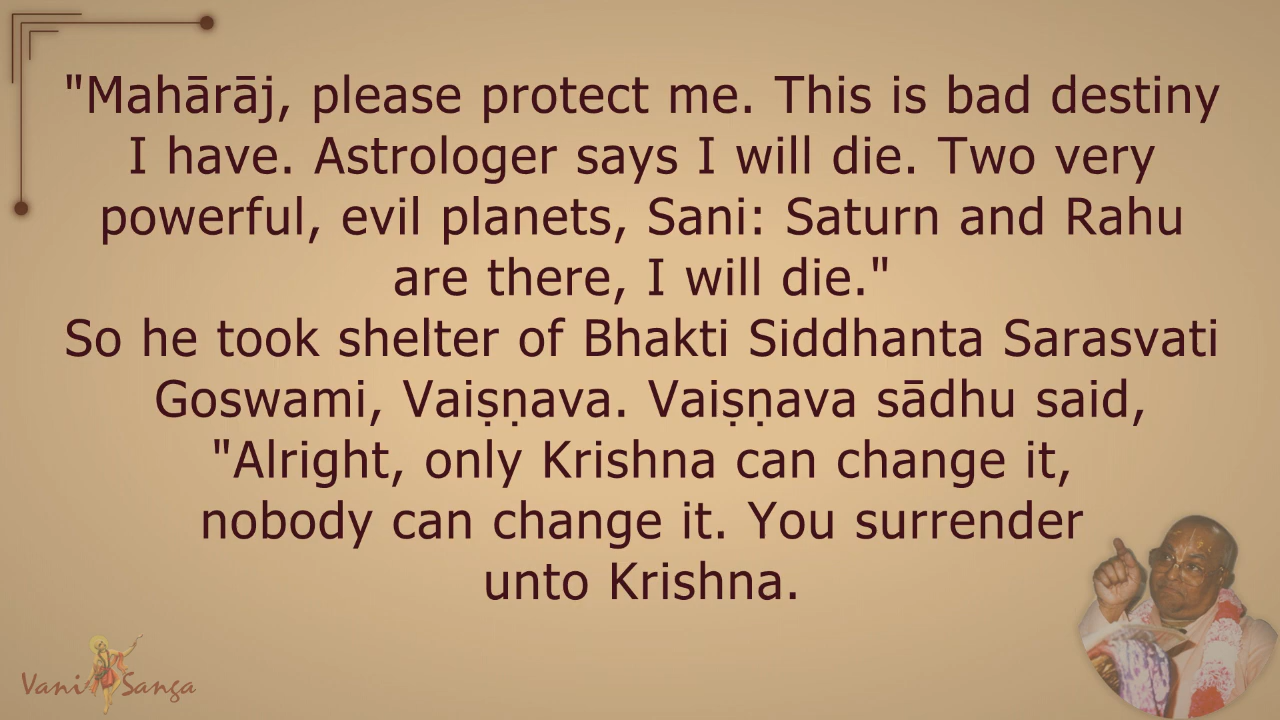 "Mahārāj, please protect me. This is bad destiny
I have. Astrologer says I will die. Two very
powerful, evil planets, Sani: Saturn and Rahu
are there, I will die."
So he took shelter of Bhakti Siddhanta Sarasvati
Goswami, Vaiṣṇava. Vaiṣṇava sādhu said,
"Alright, only Krishna can change it,
nobody can change it. You surrender
unto Krishna.
Vani Sanga